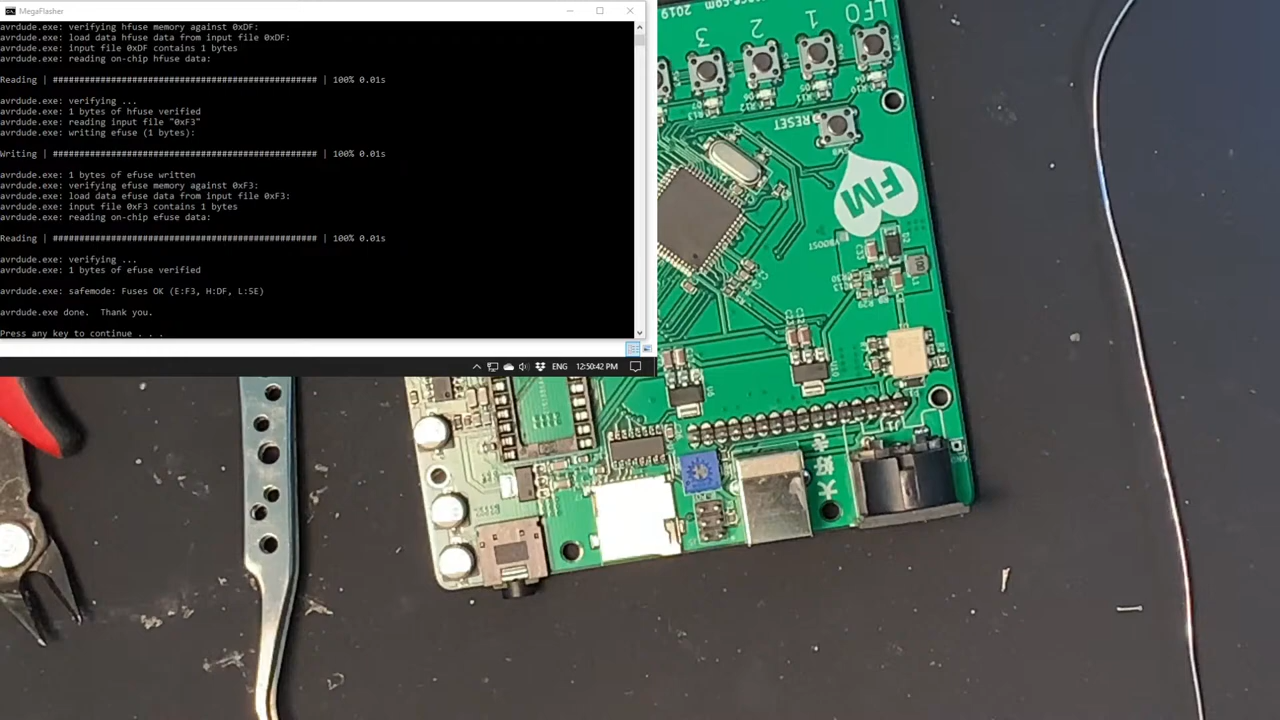 MegaFlasher
avrdude.exe: verifying hfuse memory against 0xDF:
avrdude.exe: load data hfuse data from input file 0xDF:
avrdude.exe: input file 0xDF contains 1 bytes
avrdude.exe: reading on-chip hfuse data:
Reading | ################################################## | 100% 0.01s
avrdude.exe: verifying ...
avrdude.exe: 1 bytes of hfuse verified
avrdude.exe: reading input file "0xF3"
avrdude.exe: writing efuse (1 bytes):
Writing | ################################################## | 100% 0.01s
avrdude.exe: 1 bytes of efuse written
avrdude.exe: verifying efuse memory against 0xF3:
avrdude.exe: load data efuse data from input file 0xF3:
avrdude.exe: input file 0xF3 contains 1 bytes
avrdude.exe: reading on-chip efuse data:
Reading | ################################################## | 100% 0.01s
avrdude.exe: verifying ...
avrdude.exe: 1 bytes of efuse verified
avrdude.exe: safemode: Fuses OK (E:F3, H:DF, L:5E)
avrdude.exe done.  Thank you.
Press any key to continue . . .
ENG
12:50:42 PM
2019
3
2
1
LFO
RESET
FM
VBOOST
J1
大好き